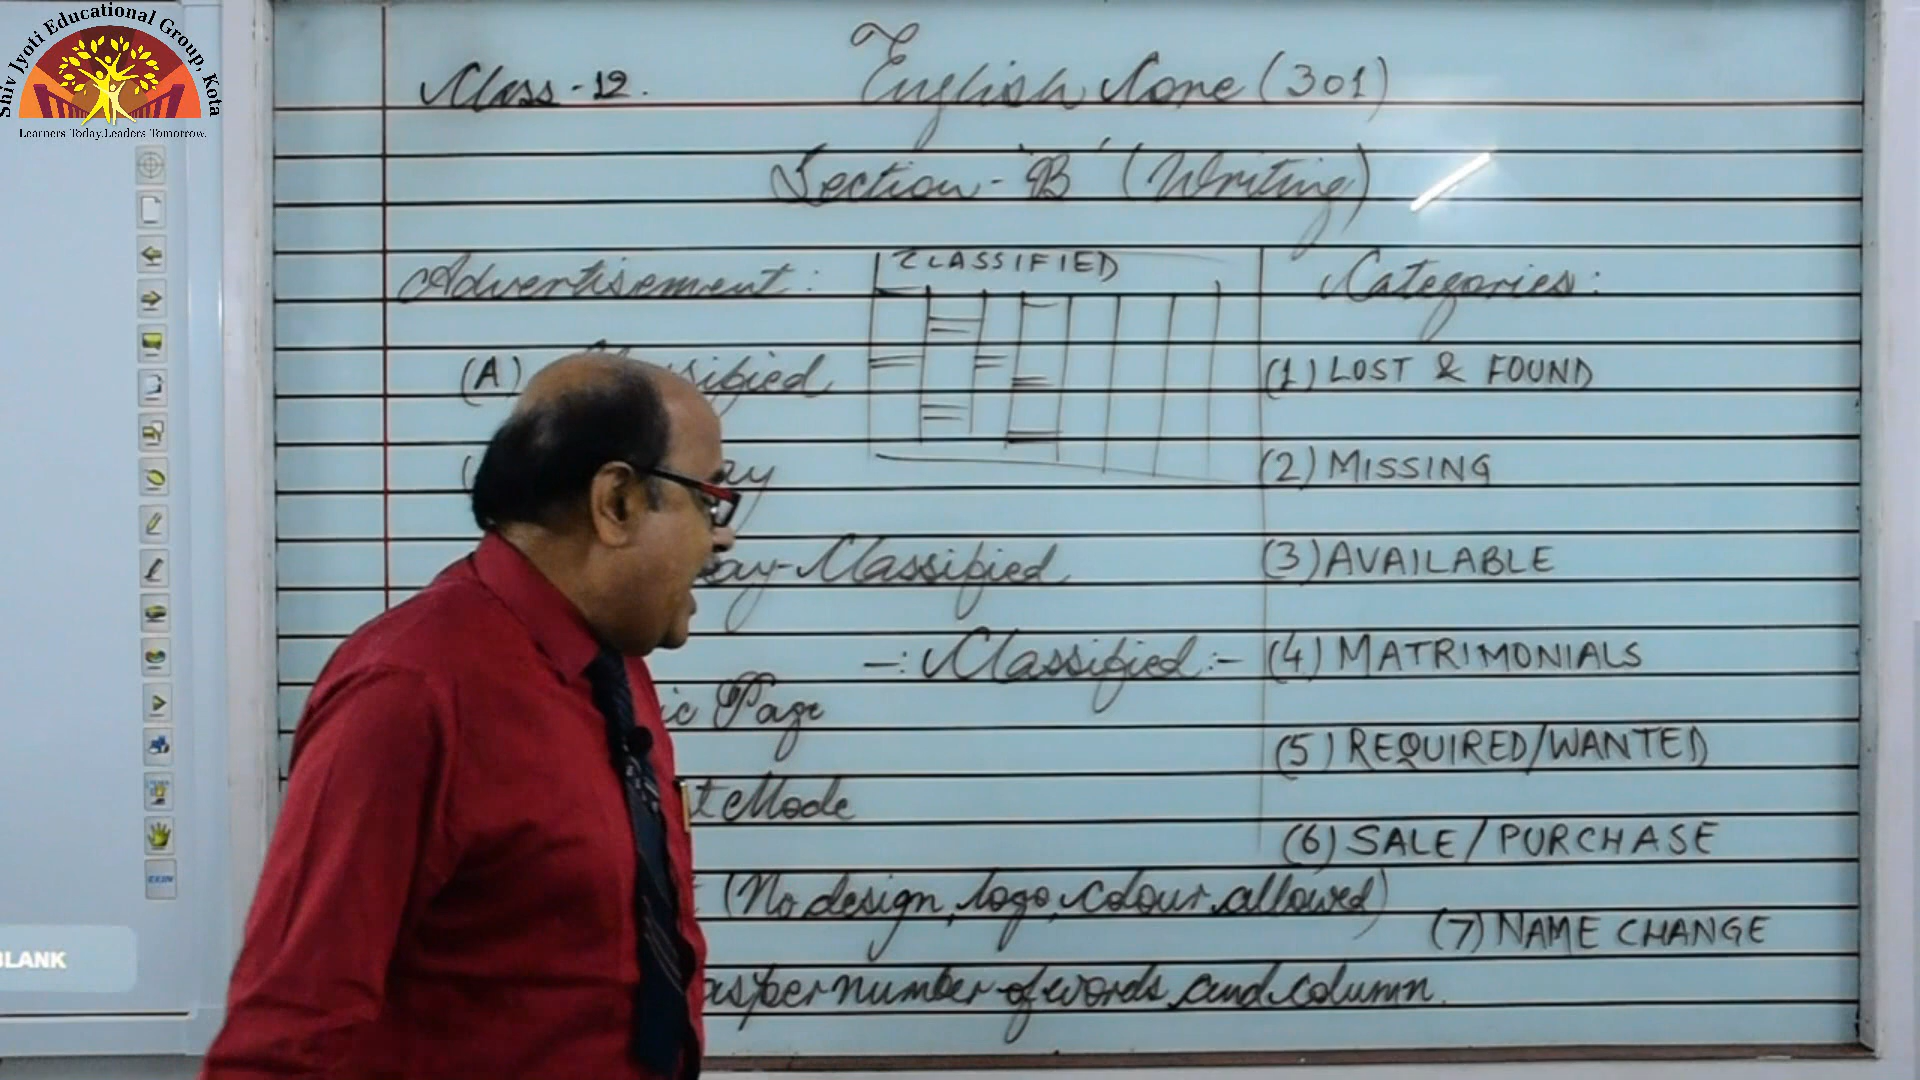 Shiv Jyoti Educational Group, Kota
Learners Today.Leaders Tomorrow.
Class - 12.
English Core (301)
Section - 'B' (Writing)
Advertisement :
CLASSIFIED
Categories :
(A)
(1) LOST & FOUND
(2) MISSING
-Classified
(3) AVAILABLE
-: Classified :-
(4) MATRIMONIALS
Page
(5) REQUIRED/WANTED
Mode
(6) SALE / PURCHASE
(No design, logo, colour allowed)
(7) NAME CHANGE
as per number of words and column.